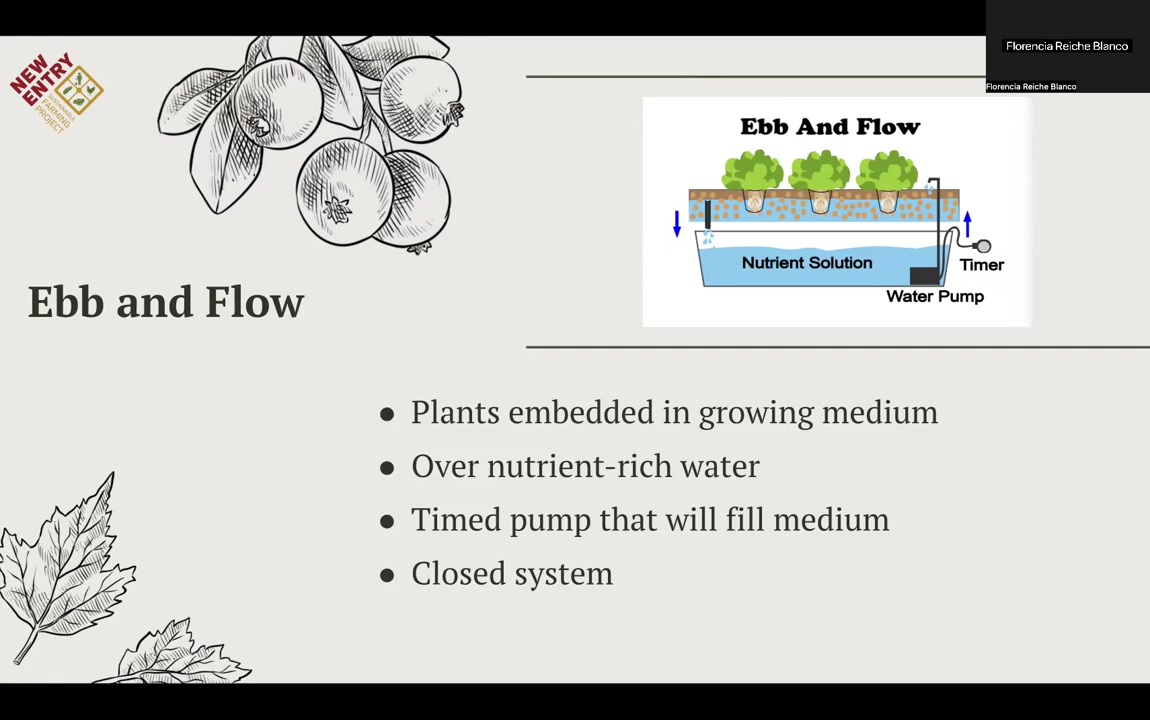 Florencia Reiche Blanco
Florencia Reiche Blanco
NEW
ENTRY
SUSTAINABLE
FARMING
PROJECT
Ebb And Flow
Nutrient Solution
Timer
Water Pump
Ebb and Flow
● Plants embedded in growing medium
● Over nutrient-rich water
● Timed pump that will fill medium
● Closed system